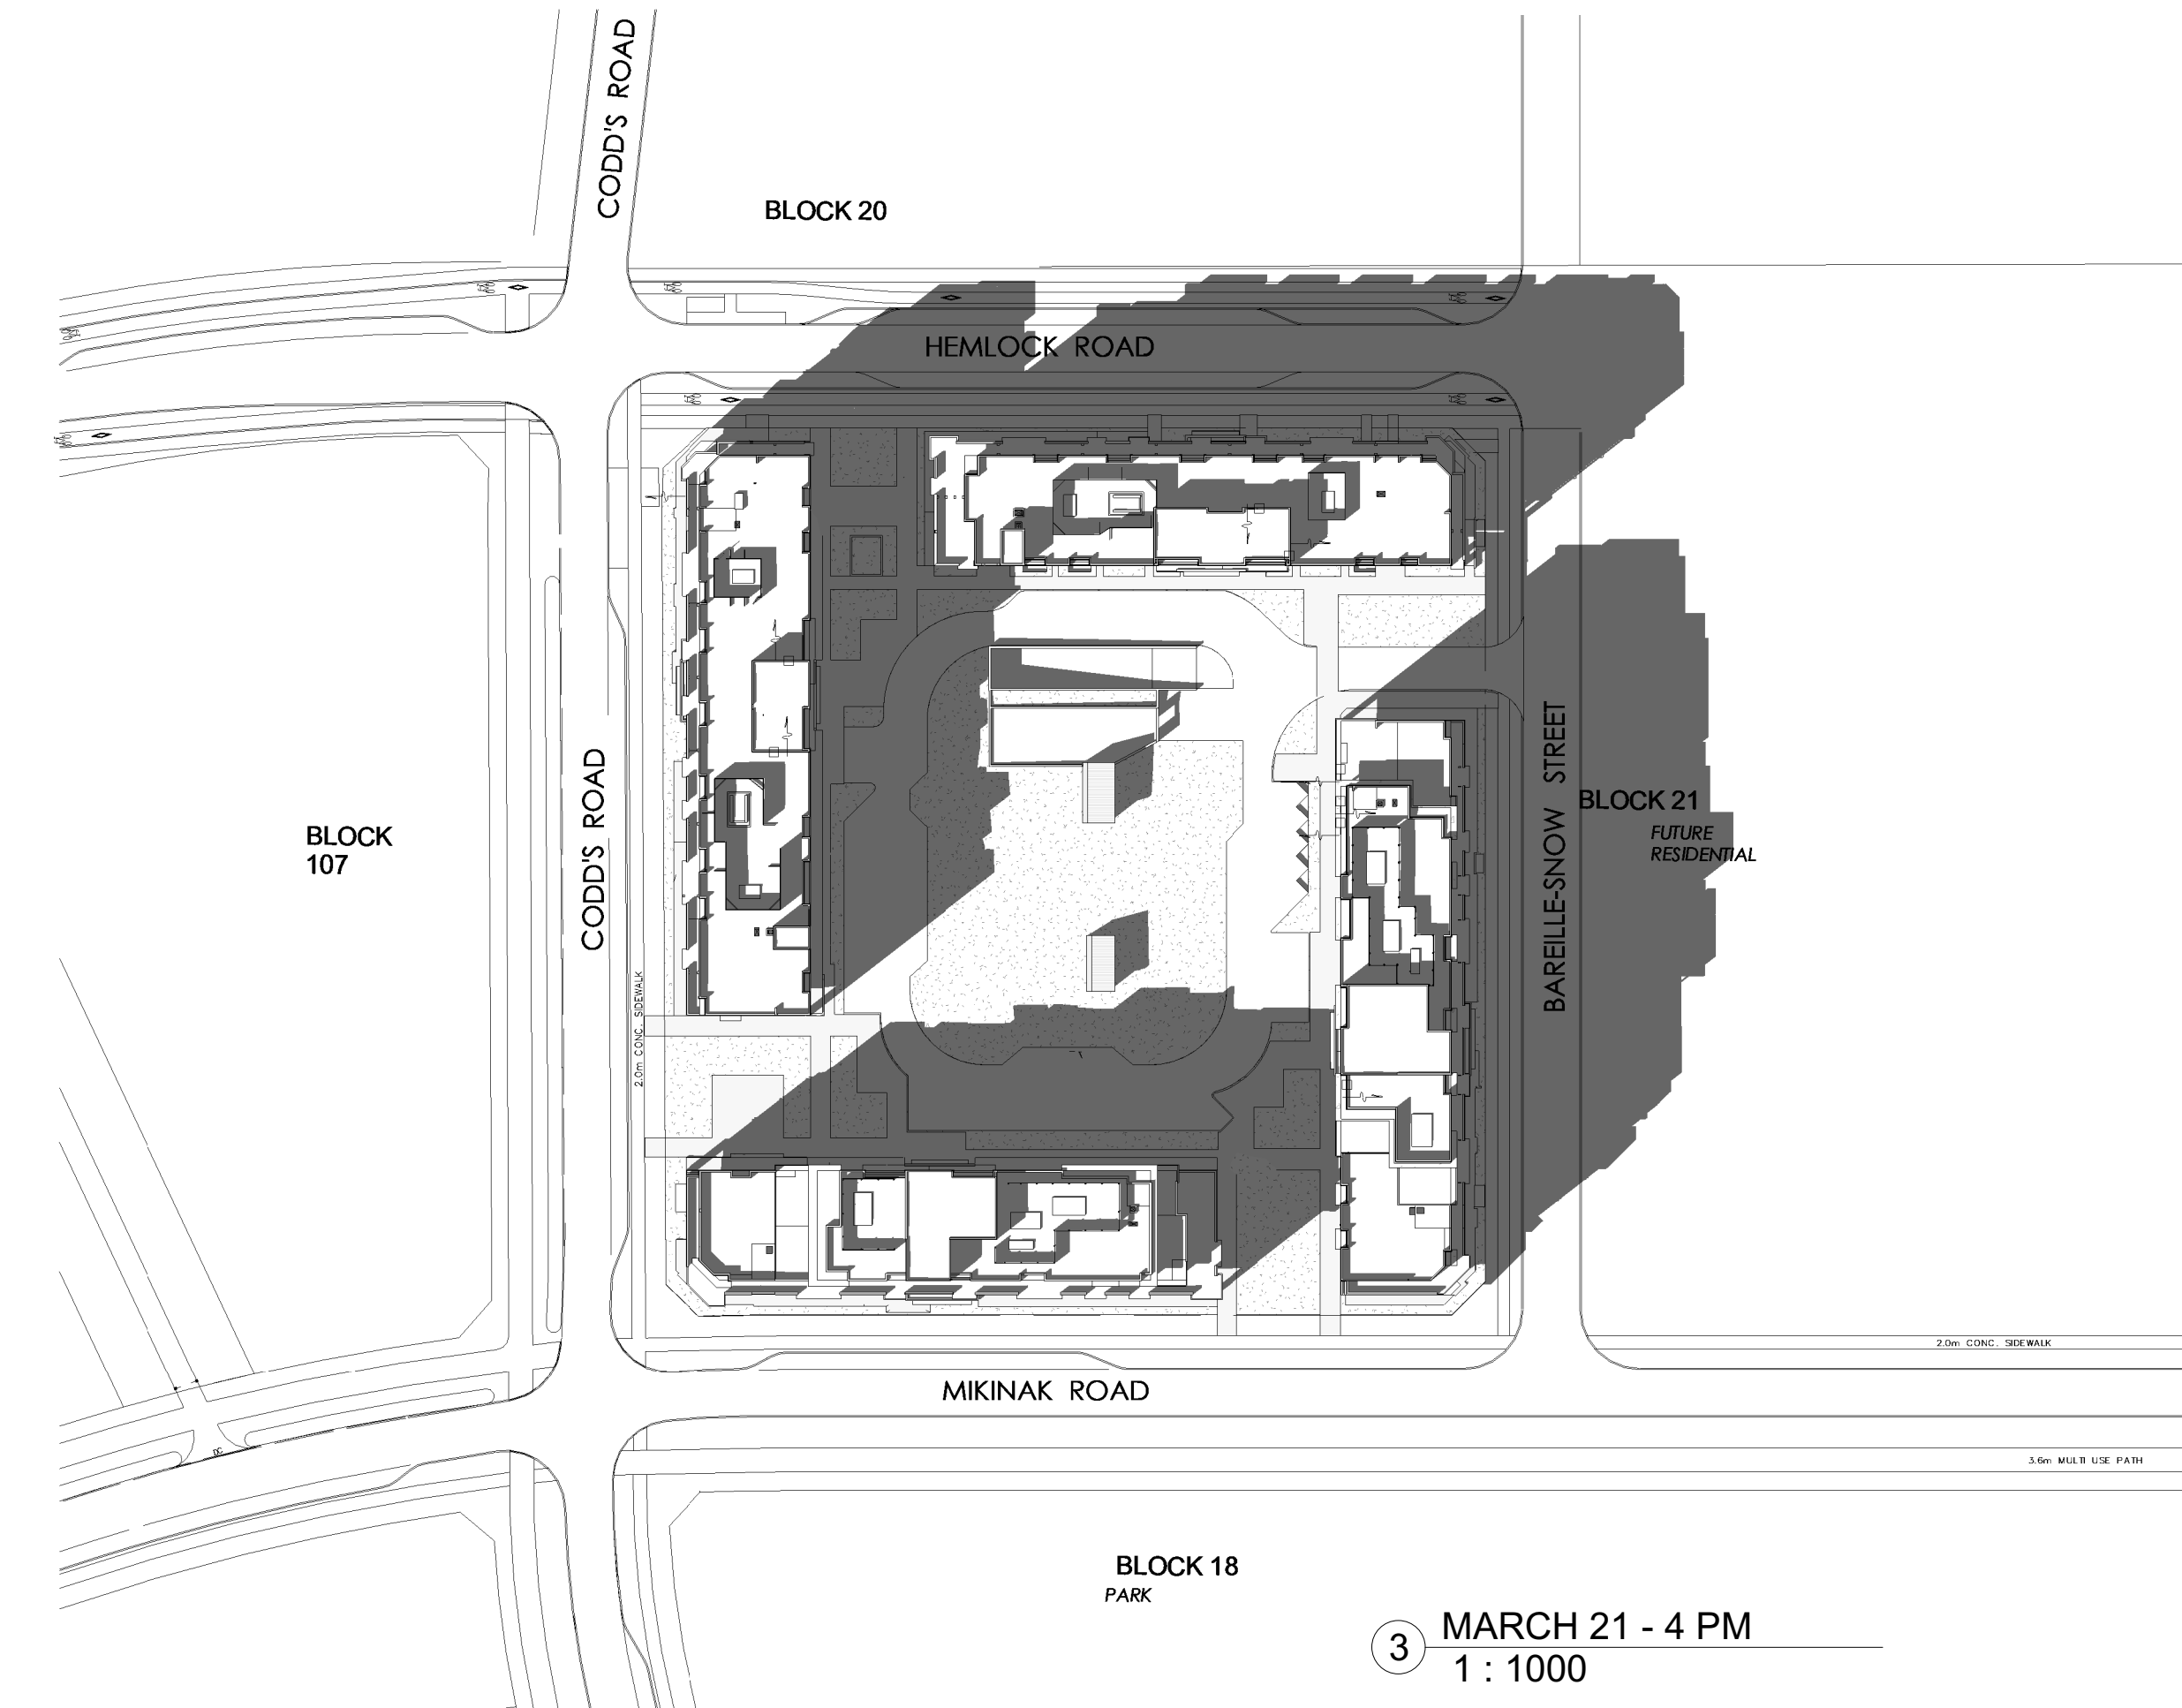 CODD'S ROAD
BLOCK 20
HEMLOCK ROAD
BLOCK
107
CODD'S ROAD
2.0m CONC. SIDEWALK
BAREILLE-SNOW STREET
BLOCK 21
FUTURE
RESIDENTIAL
2.0m CONC. SIDEWALK
MIKINAK ROAD
DC
3.6m MULTI USE PATH
BLOCK 18
PARK
3
MARCH 21 - 4 PM
1 : 1000